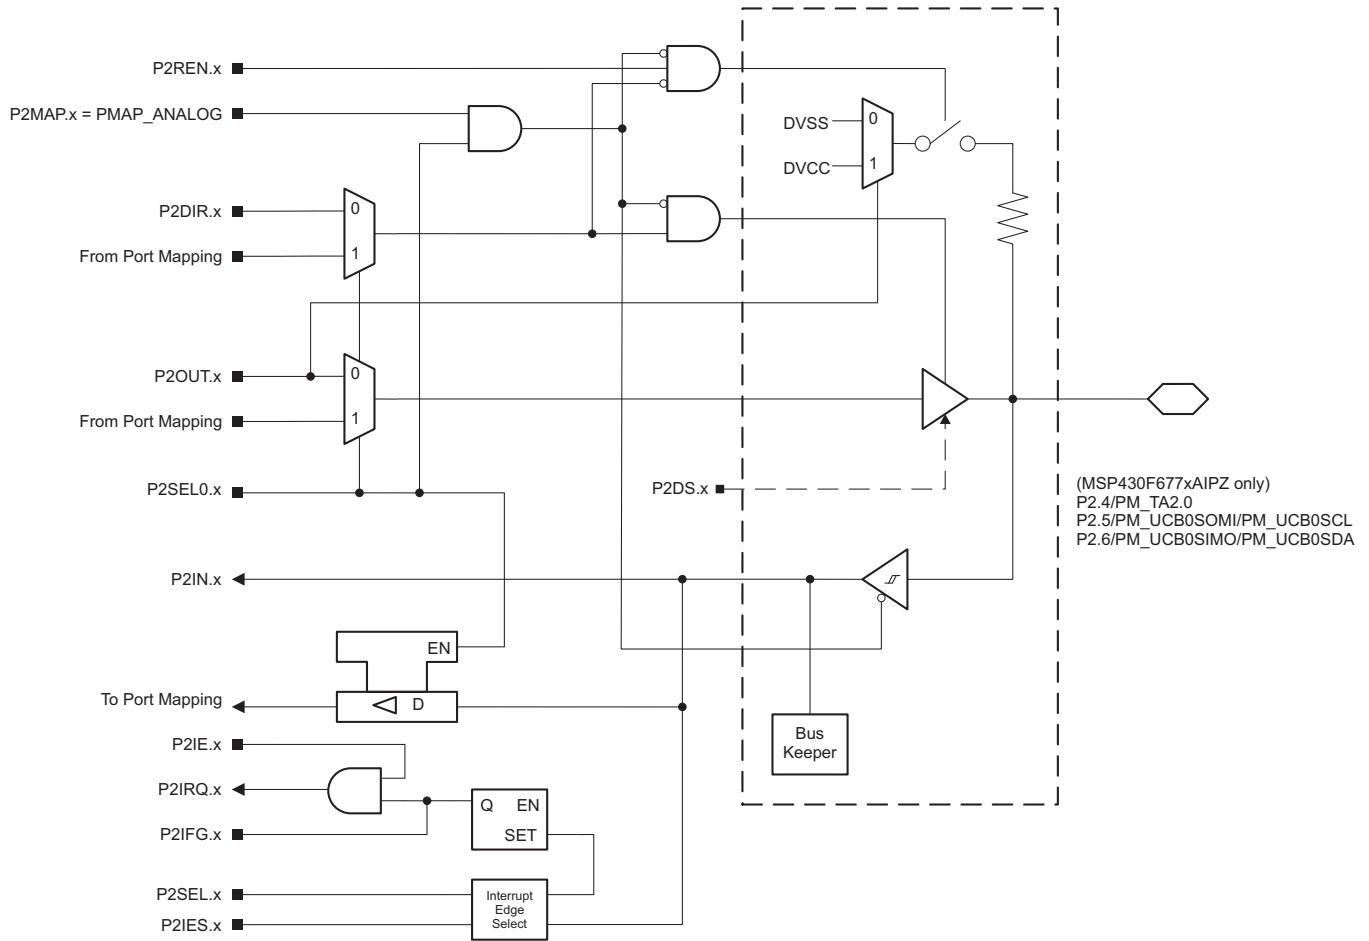 P2REN.x
P2MAP.x = PMAP_ANALOG
DVSS
0
DVCC
1
P2DIR.x
0
From Port Mapping
1
P2OUT.x
0
From Port Mapping
1
P2SEL0.x
P2DS.x
(MSP430F677xAIPZ only)
P2.4/PM_TA2.0
P2.5/PM_UCB0SOMI/PM_UCB0SCL
P2.6/PM_UCB0SIMO/PM_UCB0SDA
P2IN.x
EN
To Port Mapping
D
Bus
Keeper
P2IE.x
P2IRQ.x
Q EN
SET
P2IFG.x
P2SEL.x
Interrupt
Edge
Select
P2IES.x